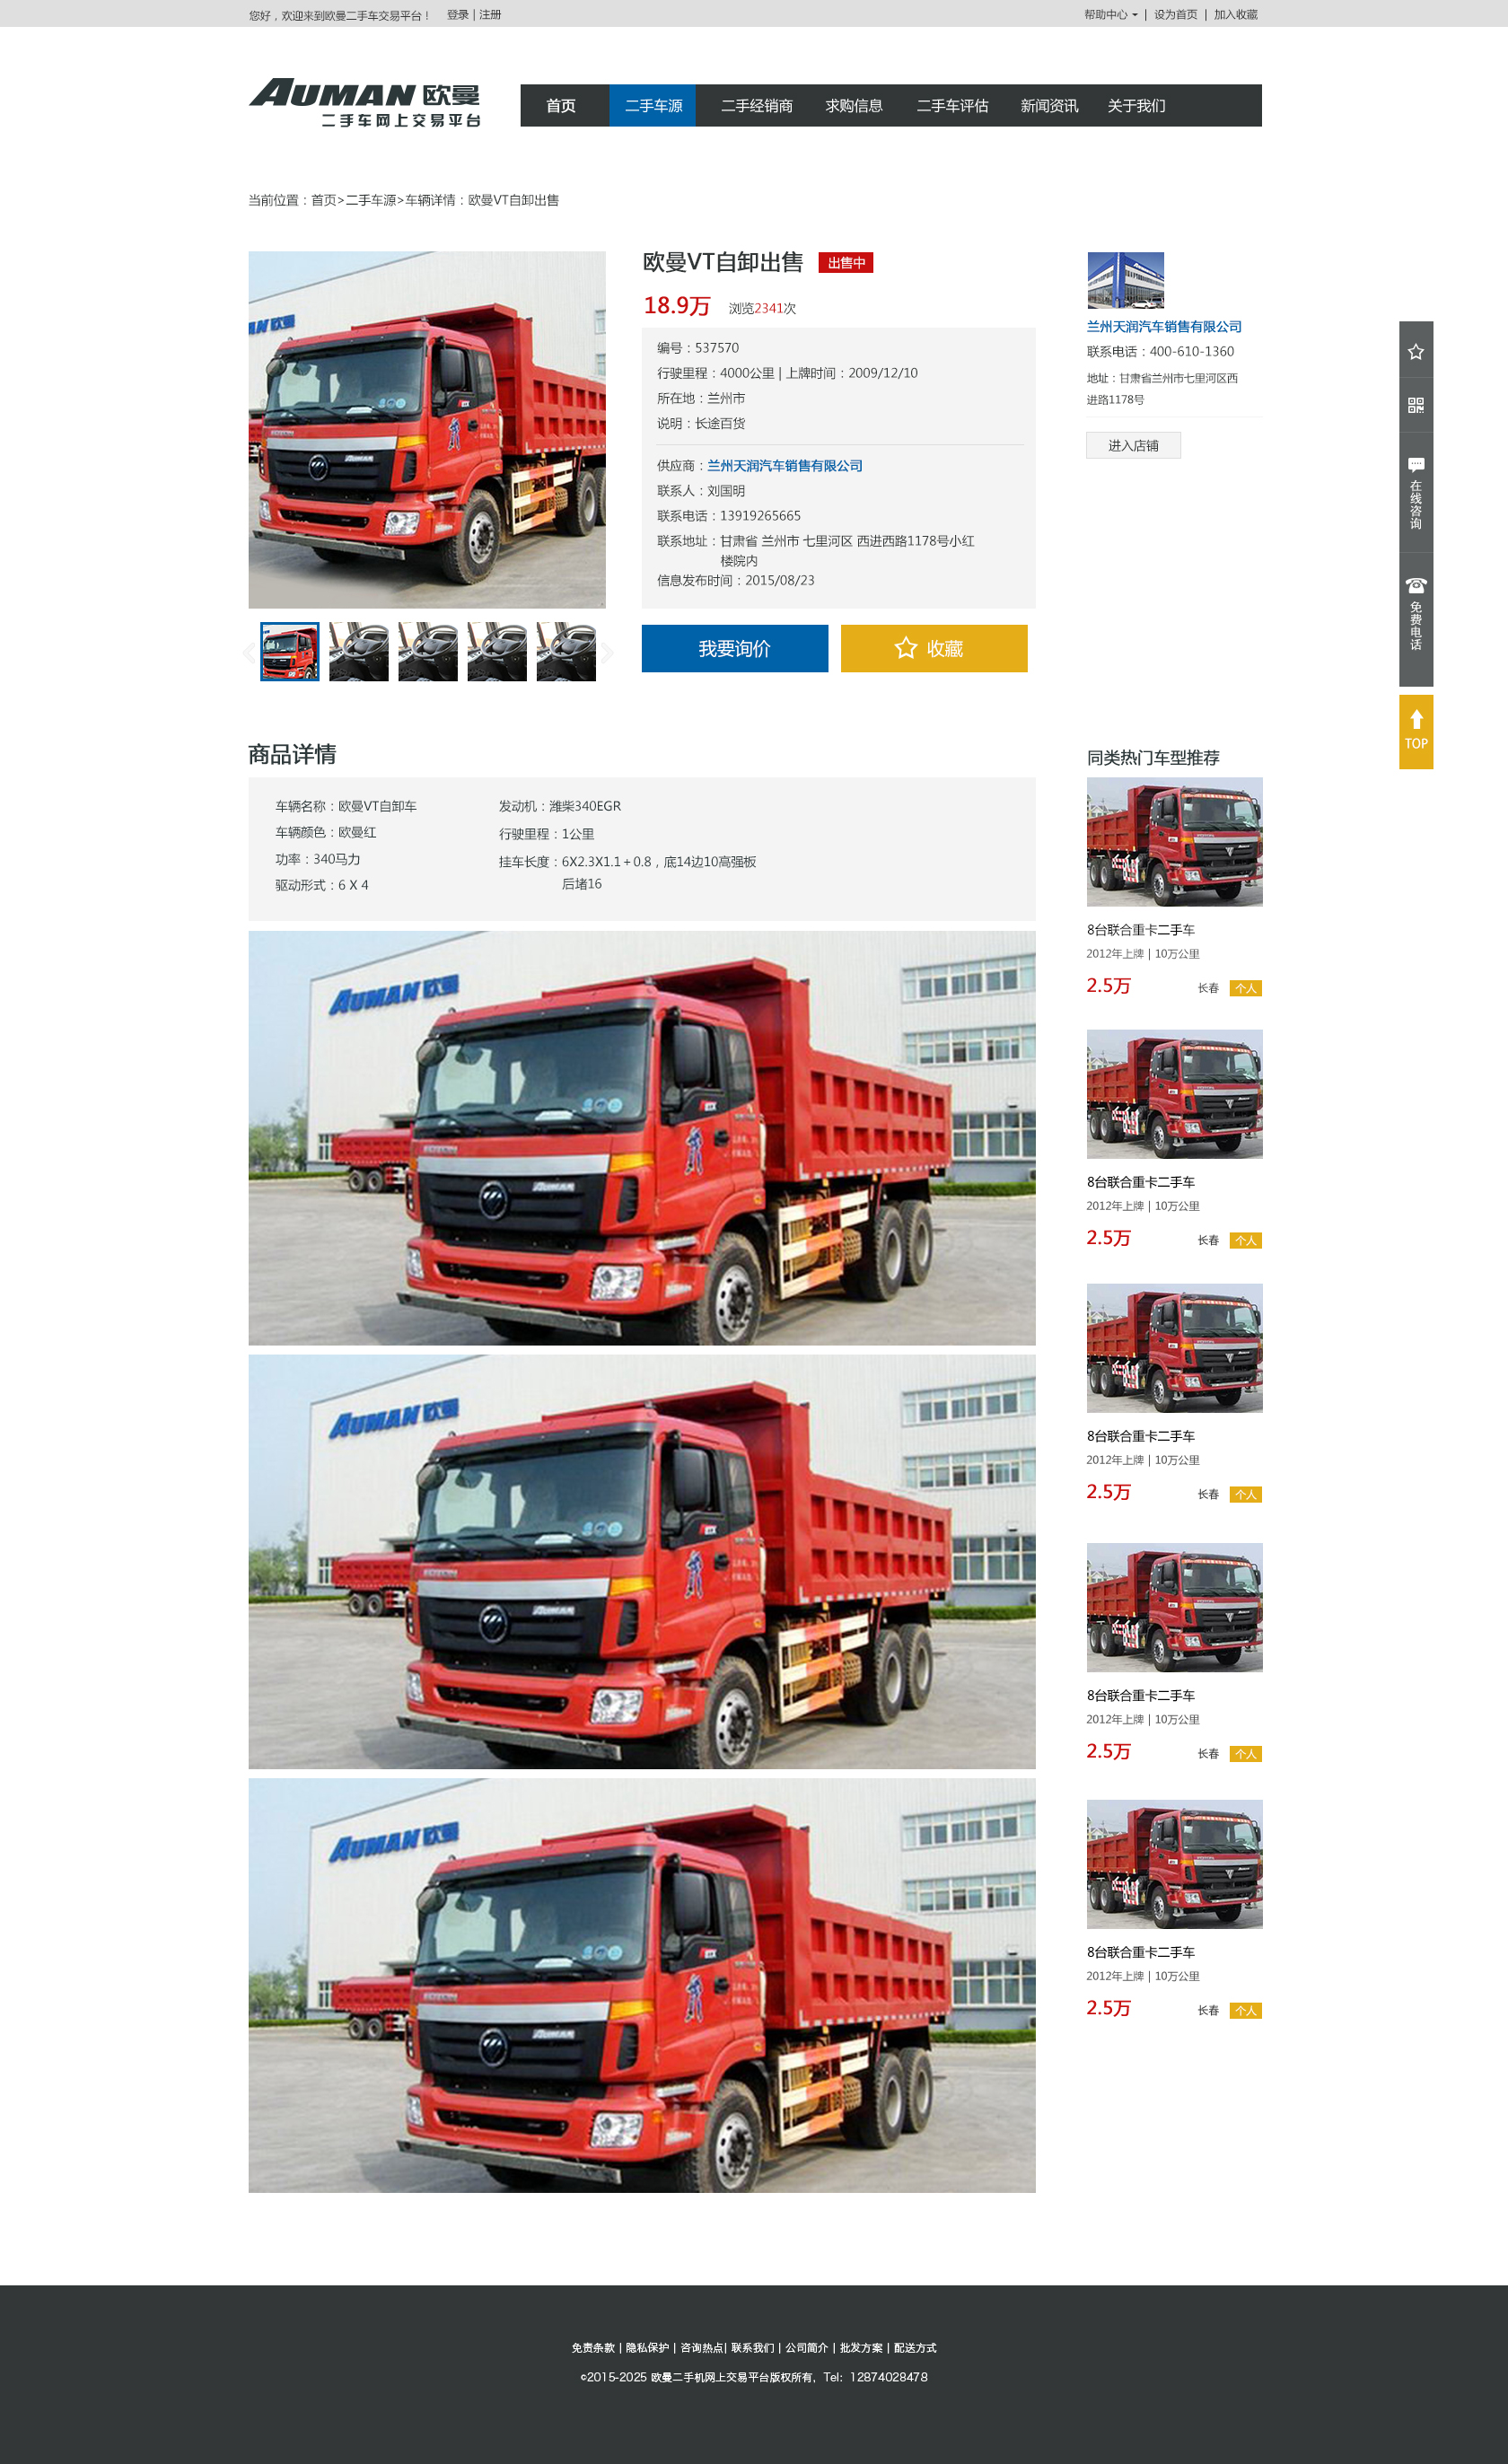 您好，欢迎来到欧曼二手车交易平台！ 登录 | 注册
帮助中心 | 设为首页 | 加入收藏
AUMAN 欧曼
二手车网上交易平台
首页 二手车源 二手经销商 求购信息 二手车评估 新闻资讯 关于我们
当前位置：首页>二手车源>车辆详情：欧曼VT自卸出售
欧曼VT自卸出售 出售中
18.9万 浏览2341次
编号：537570
行驶里程：4000公里 | 上牌时间：2009/12/10
所在地：兰州市
说明：长途百货
供应商：兰州天润汽车销售有限公司
联系人：刘国明
联系电话：13919265665
联系地址：甘肃省 兰州市 七里河区 西进西路1178号小红
楼院内
信息发布时间：2015/08/23
我要询价
收藏
兰州天润汽车销售有限公司
联系电话：400-610-1360
地址：甘肃省兰州市七里河区西
进路1178号
进入店铺
在线咨询
免费电话
TOP
商品详情
车辆名称：欧曼VT自卸车
车辆颜色：欧曼红
功率：340马力
驱动形式：6 X 4
发动机：潍柴340EGR
行驶里程：1公里
挂车长度：6X2.3X1.1＋0.8，底14边10高强板
后堵16
AUMAN欧曼
AUMAN欧曼
AUMAN欧曼
同类热门车型推荐
8台联合重卡二手车
2012年上牌 | 10万公里
2.5万 长春 个人
8台联合重卡二手车
2012年上牌 | 10万公里
2.5万 长春 个人
8台联合重卡二手车
2012年上牌 | 10万公里
2.5万 长春 个人
8台联合重卡二手车
2012年上牌 | 10万公里
2.5万 长春 个人
8台联合重卡二手车
2012年上牌 | 10万公里
2.5万 长春 个人
免责条款 | 隐私保护 | 咨询热点| 联系我们 | 公司简介 | 批发方案 | 配送方式
©2015-2025 欧曼二手机网上交易平台版权所有，Tel：12874028478